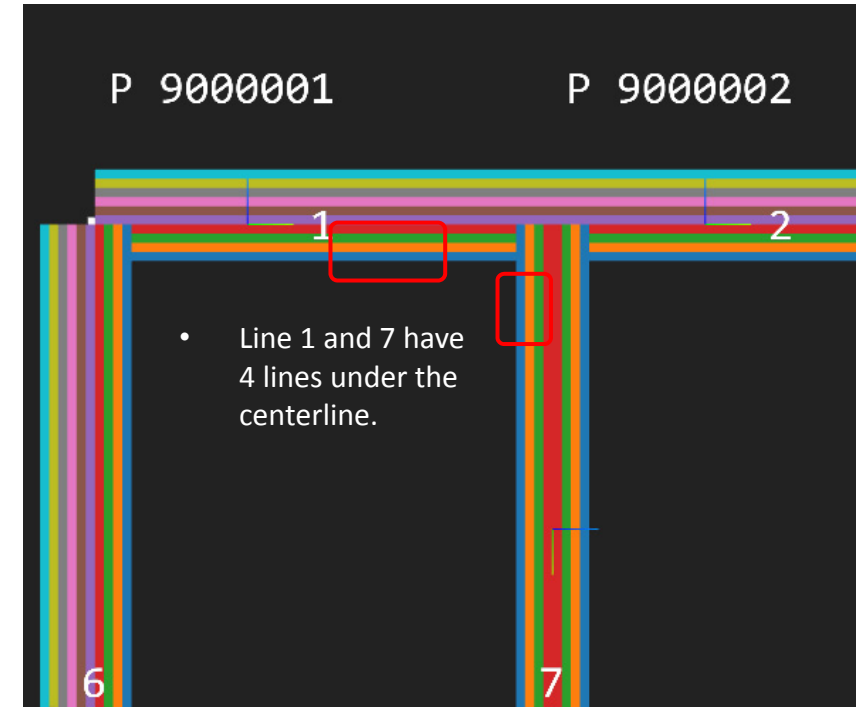 P 9000001
P 9000002
1
2
• Line 1 and 7 have
4 lines under the
centerline.
6
7